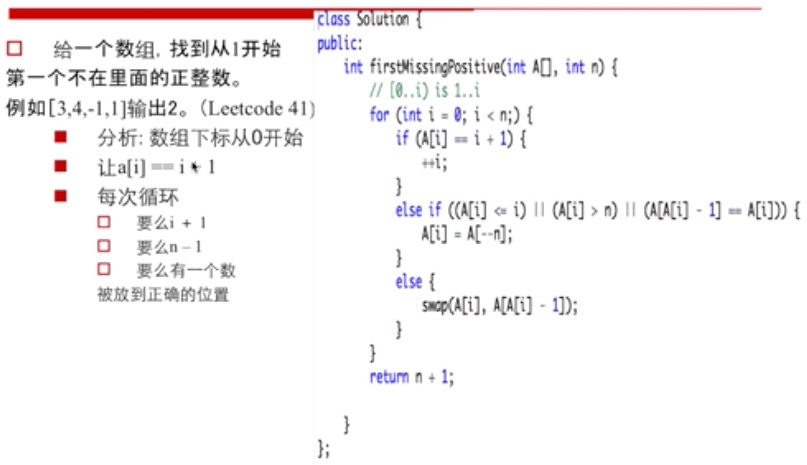 给一个数组, 找到从1开始
第一个不在里面的正整数。
例如[3,4,-1,1]输出2。(Leetcode 41)
分析: 数组下标从0开始
让a[i] == i + 1
每次循环
要么i + 1
要么n – 1
要么有一个数
被放到正确的位置
class Solution {
public:
    int firstMissingPositive(int A[], int n) {
        // [0..i) is 1..i
        for (int i = 0; i < n;) {
            if (A[i] == i + 1) {
                ++i;
            }
            else if ((A[i] <= i) || (A[i] > n) || (A[A[i] - 1] == A[i])) {
                A[i] = A[--n];
            }
            else {
                swap(A[i], A[A[i] - 1]);
            }
        }
        return n + 1;
    }
};